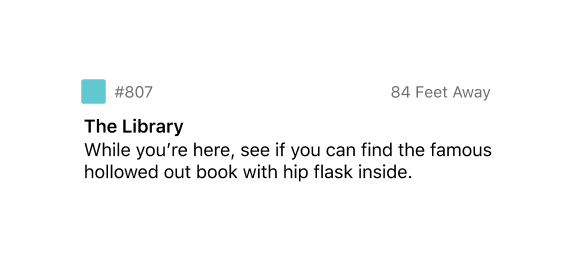 #807 84 Feet Away
The Library
While you’re here, see if you can find the famous
hollowed out book with hip flask inside.